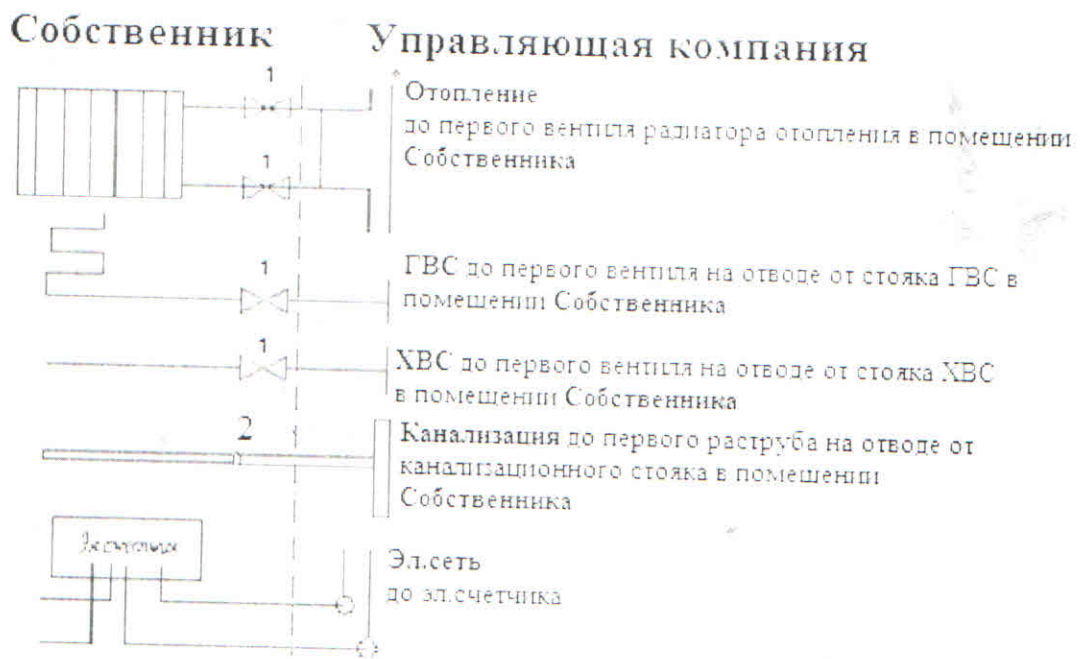 Собственник Управляющая компания
1
Отопление
до первого вентиля радиатора отопления в помещении
Собственника
1
ГВС до первого вентиля на отводе от стояка ГВС в
помещении Собственника
1
ХВС до первого вентиля на отводе от стояка ХВС
в помещении Собственника
1
2
Канализация до первого раструба на отводе от
канализационного стояка в помещении
Собственника
Эл.сеть
до эл.счетчика